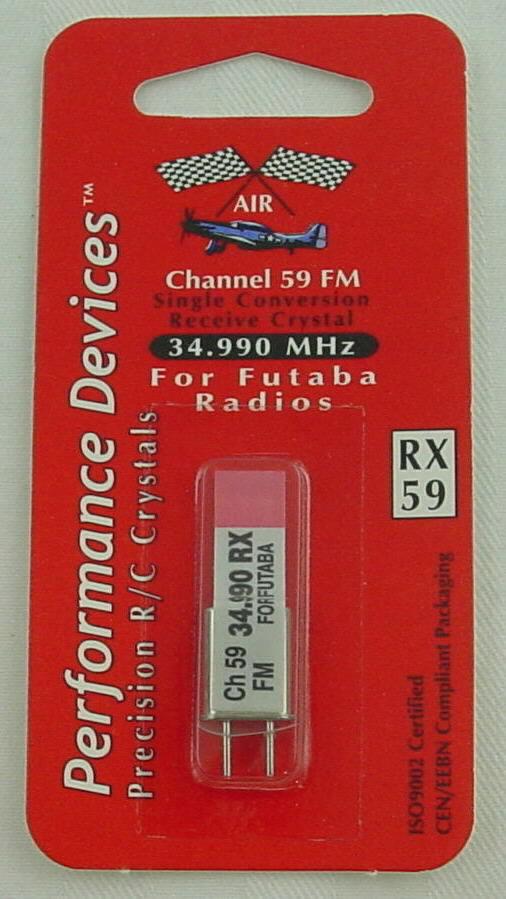 AIR
Channel 59 FM
Single Conversion
Receive Crystal
34.990 MHz
For Futaba
Radios
Performance Devices™
Precision R/C Crystals
RX
59
Ch 59 34.990 RX
FM FORFUTABA
ISO9002 Certified
CEN/EEBN Compliant Packaging